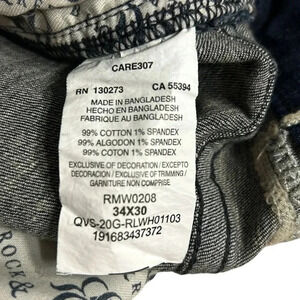 CARE307
RN 130273 CA 55394
MADE IN BANGLADESH
HECHO EN BANGLADESH
FABRIQUE AU BANGLADESH
99% COTTON 1% SPANDEX
99% ALGODON 1% SPANDEX
99% COTTON 1% SPANDEX
EXCLUSIVE OF DECORATION / EXCEPTO
DECORACION / EXCLUSIVE OF TRIMMING /
GARNITURE NON COMPRISE
RMW0208
34X30
QVS-20G-RLWH01103
191683437372
ROCK &